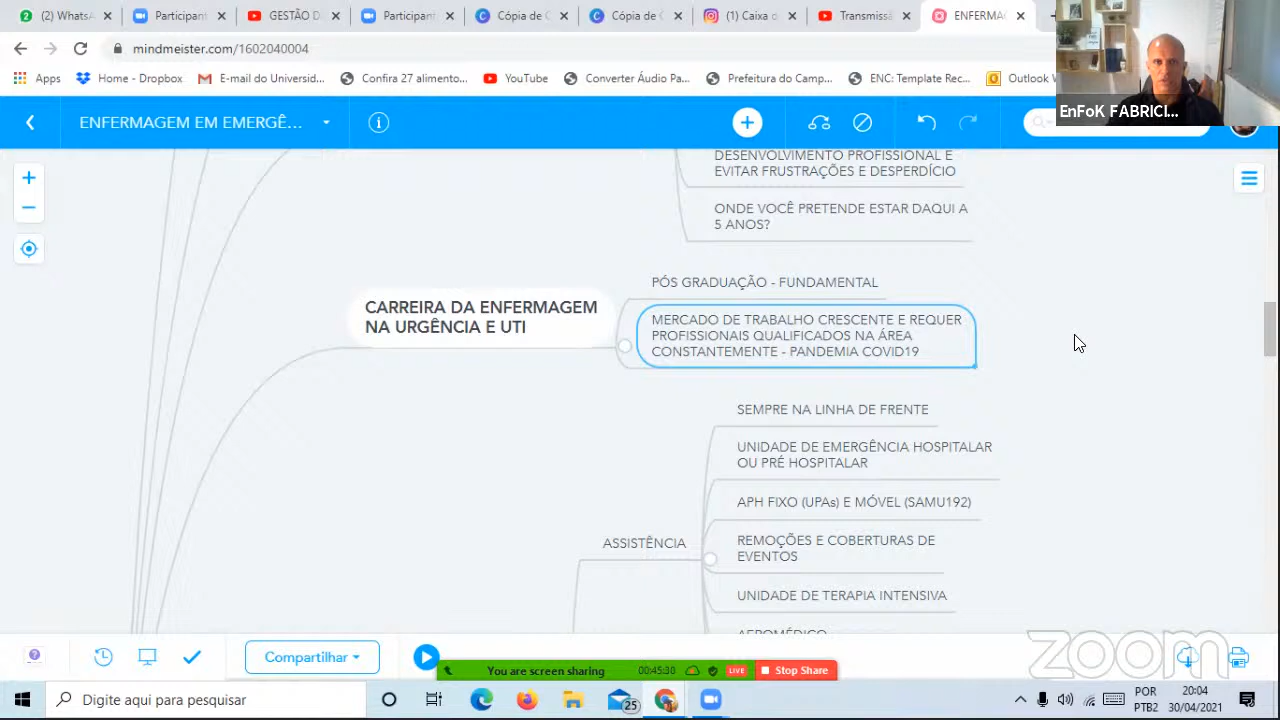 (2) WhatsA
Participant
GESTÃO D
Participant
Cópia de C
Cópia de C
(1) Caixa d
Transmissã
ENFERMA
mindmeister.com/1602040004
Apps
Home - Dropbox
E-mail do Universid...
Confira 27 alimento...
YouTube
Converter Áudio Pa...
Prefeitura do Camp...
ENC: Template Rec...
Outlook W
EnFoK FABRICI...
ENFERMAGEM EM EMERGÊ...
DESENVOLVIMENTO PROFISSIONAL E
EVITAR FRUSTRAÇÕES E DESPERDÍCIO
ONDE VOCÊ PRETENDE ESTAR DAQUI A
5 ANOS?
CARREIRA DA ENFERMAGEM
NA URGÊNCIA E UTI
PÓS GRADUAÇÃO - FUNDAMENTAL
MERCADO DE TRABALHO CRESCENTE E REQUER
PROFISSIONAIS QUALIFICADOS NA ÁREA
CONSTANTEMENTE - PANDEMIA COVID19
ASSISTÊNCIA
SEMPRE NA LINHA DE FRENTE
UNIDADE DE EMERGÊNCIA HOSPITALAR
OU PRÉ HOSPITALAR
APH FIXO (UPAs) E MÓVEL (SAMU192)
REMOÇÕES E COBERTURAS DE
EVENTOS
UNIDADE DE TERAPIA INTENSIVA
AEROMÉDICO
Compartilhar
zoom
You are screen sharing
00:45:30
LIVE
Stop Share
Digite aqui para pesquisar
25
POR
PTB2
20:04
30/04/2021